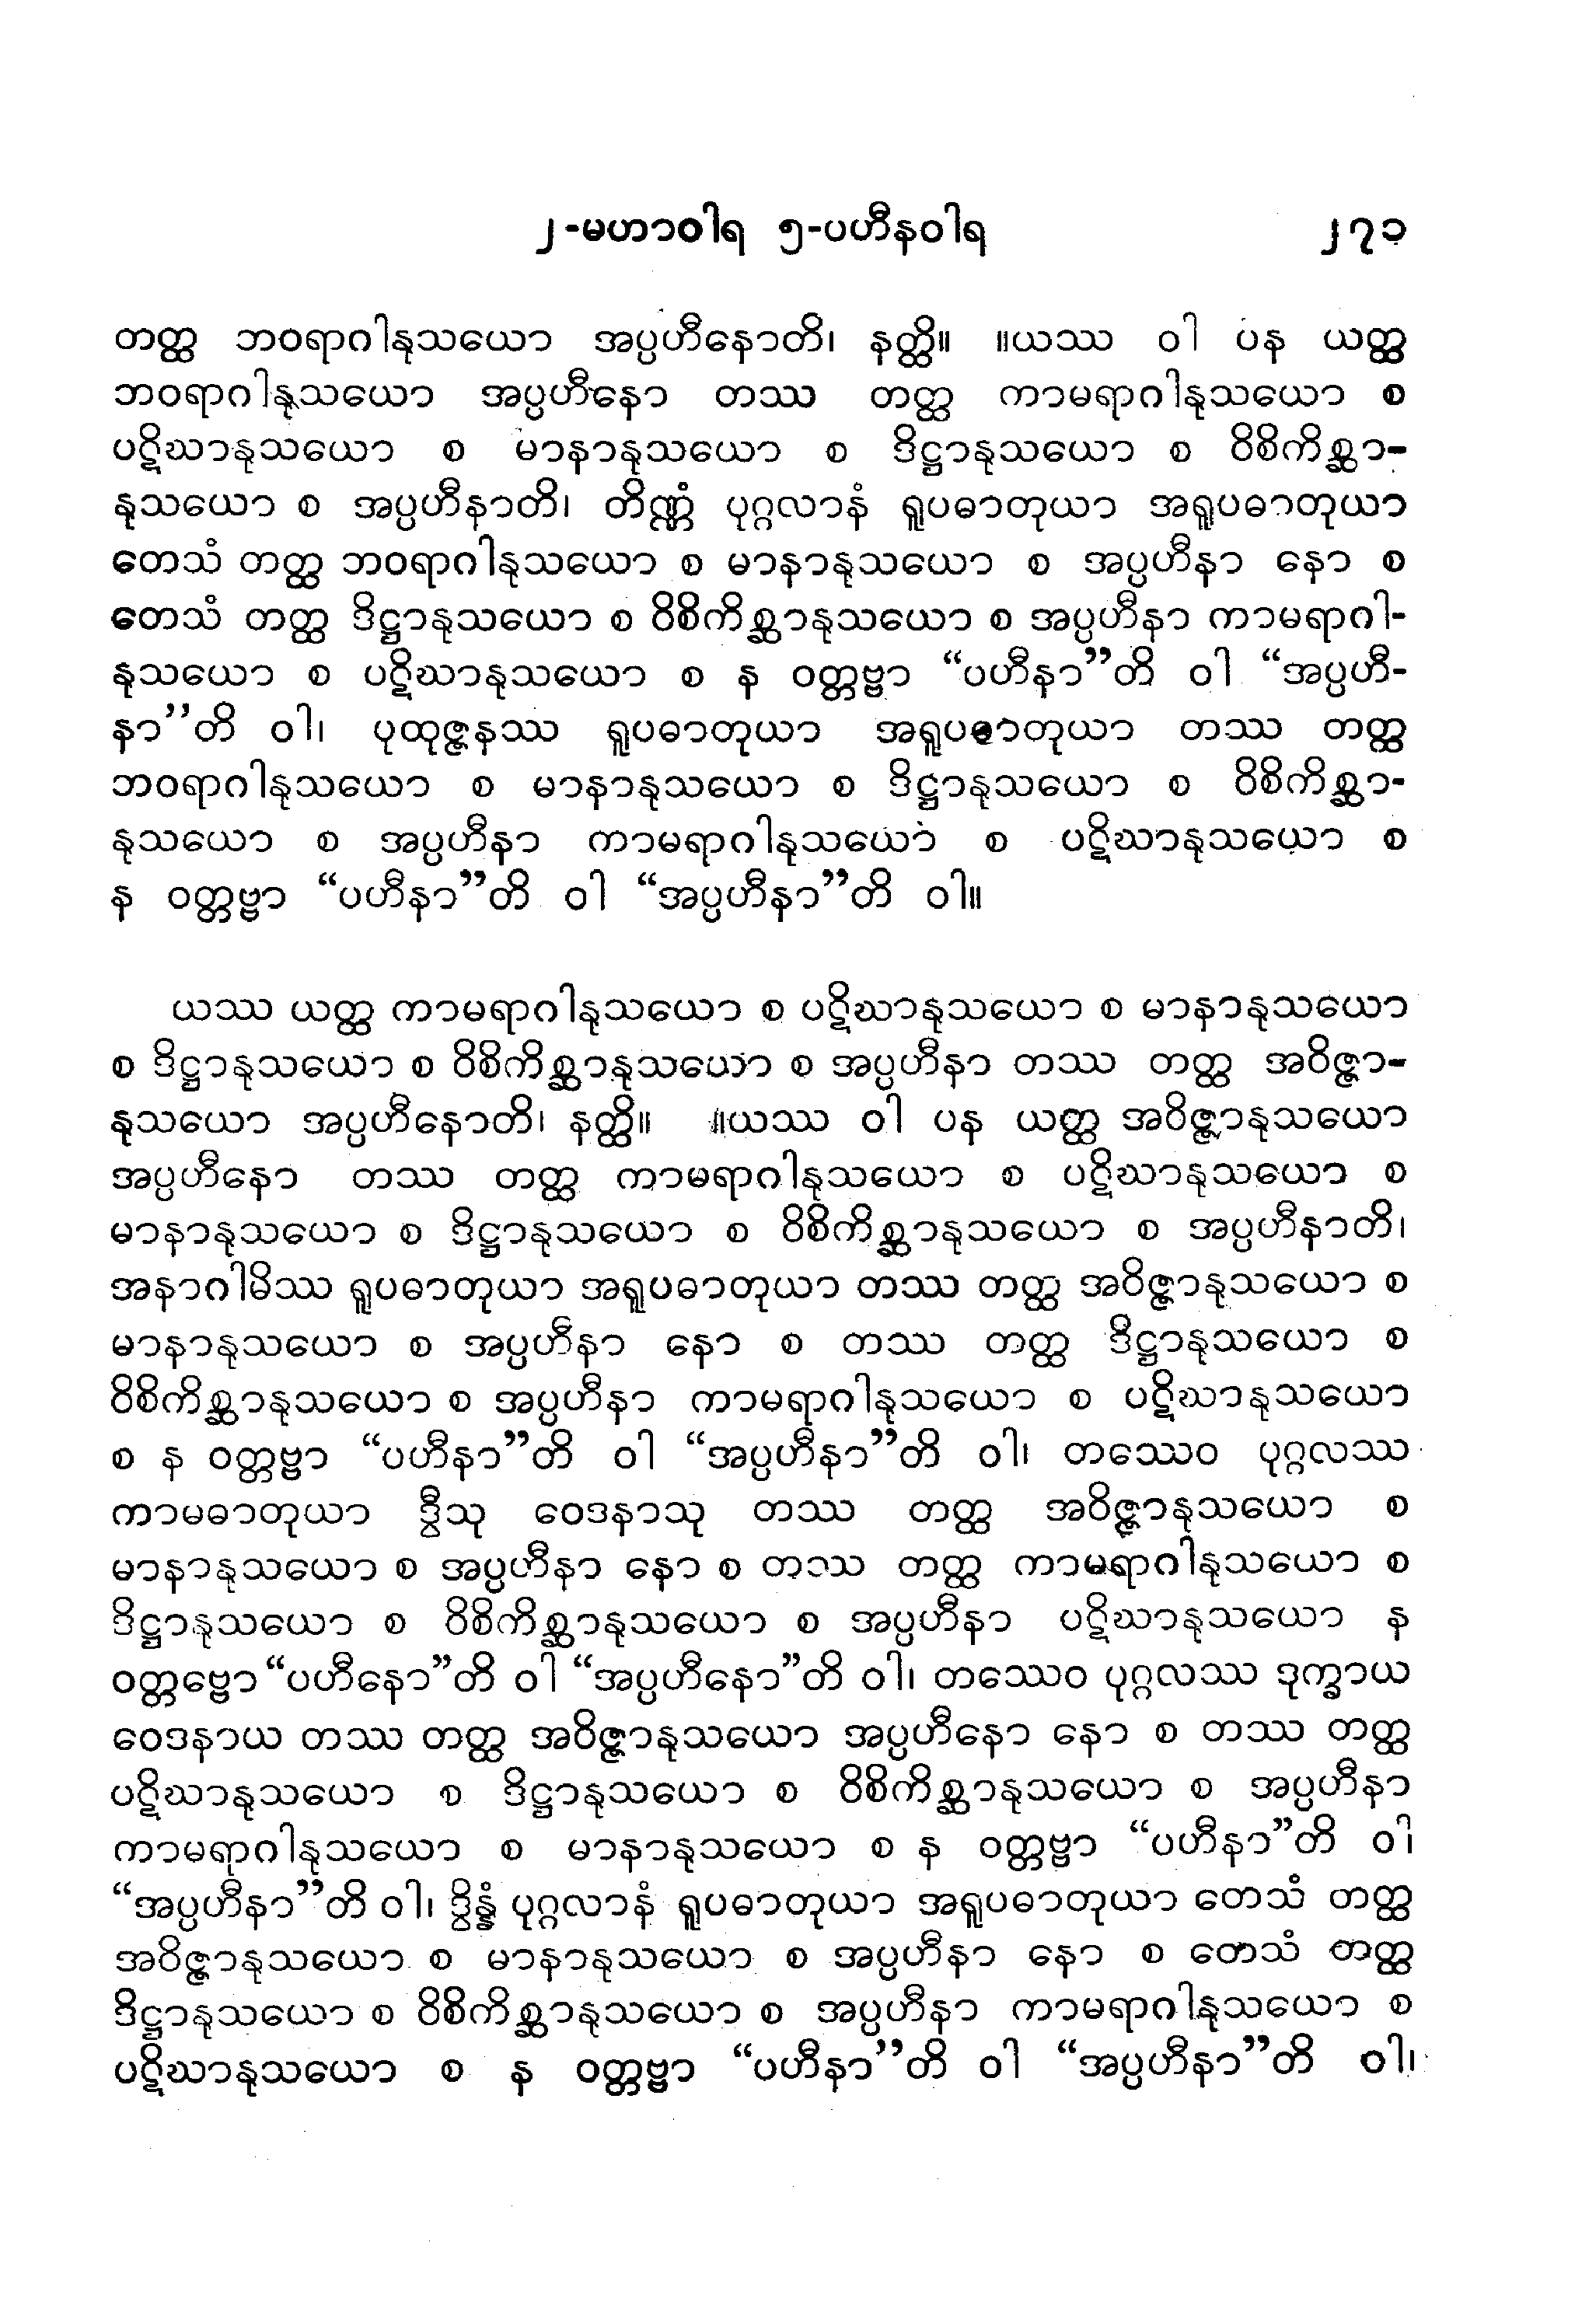 ၂-မဟာဝါရ ၅-ပဟီနဝါရ ၂၇၁
တတ္ထ ဘဝရာဂါနုသယော အပ္ပဟီနောတိ၊ နတ္ထိ။ ။ယဿ ဝါ ပန ယတ္ထ
ဘဝရာဂါနုသယော အပ္ပဟီနော တဿ တတ္ထ ကာမရာဂါနုသယော စ
ပဋိဃာနုသယော စ မာနာနုသယော စ ဒိဋ္ဌာနုသယော စ ဝိစိကိစ္ဆာ-
နုသယော စ အပ္ပဟီနာတိ၊ တိဏ္ဏံ ပုဂ္ဂလာနံ ရူပဓာတုယာ အရူပဓာတုယာ
တေသံ တတ္ထ ဘဝရာဂါနုသယော စ မာနာနုသယော စ အပ္ပဟီနာ နော စ
တေသံ တတ္ထ ဒိဋ္ဌာနုသယော စ ဝိစိကိစ္ဆာနုသယော စ အပ္ပဟီနာ ကာမရာဂါ-
နုသယော စ ပဋိဃာနုသယော စ န ဝတ္တဗ္ဗာ “ပဟီနာ”တိ ဝါ “အပ္ပဟီ-
နာ”တိ ဝါ၊ ပုထုဇ္ဇနဿ ရူပဓာတုယာ အရူပဓာတုယာ တဿ တတ္ထ
ဘဝရာဂါနုသယော စ မာနာနုသယော စ ဒိဋ္ဌာနုသယော စ ဝိစိကိစ္ဆာ-
နုသယော စ အပ္ပဟီနာ ကာမရာဂါနုသယော စ ပဋိဃာနုသယော စ
န ဝတ္တဗ္ဗာ “ပဟီနာ”တိ ဝါ “အပ္ပဟီနာ”တိ ဝါ။
ယဿ ယတ္ထ ကာမရာဂါနုသယော စ ပဋိဃာနုသယော စ မာနာနုသယော
စ ဒိဋ္ဌာနုသယော စ ဝိစိကိစ္ဆာနုသယော စ အပ္ပဟီနာ တဿ တတ္ထ အဝိဇ္ဇာ-
နုသယော အပ္ပဟီနောတိ၊ နတ္ထိ။ ။ယဿ ဝါ ပန ယတ္ထ အဝိဇ္ဇာနုသယော
အပ္ပဟီနော တဿ တတ္ထ ကာမရာဂါနုသယော စ ပဋိဃာနုသယော စ
မာနာနုသယော စ ဒိဋ္ဌာနုသယော စ ဝိစိကိစ္ဆာနုသယော စ အပ္ပဟီနာတိ၊
အနာဂါမိဿ ရူပဓာတုယာ အရူပဓာတုယာ တဿ တတ္ထ အဝိဇ္ဇာနုသယော စ
မာနာနုသယော စ အပ္ပဟီနာ နော စ တဿ တတ္ထ ဒိဋ္ဌာနုသယော စ
ဝိစိကိစ္ဆာနုသယော စ အပ္ပဟီနာ ကာမရာဂါနုသယော စ ပဋိဃာနုသယော
စ န ဝတ္တဗ္ဗာ “ပဟီနာ”တိ ဝါ “အပ္ပဟီနာ”တိ ဝါ၊ တဿေဝ ပုဂ္ဂလဿ
ကာမဓာတုယာ ဒွီသု ဝေဒနာသု တဿ တတ္ထ အဝိဇ္ဇာနုသယော စ
မာနာနုသယော စ အပ္ပဟီနာ နော စ တဿ တတ္ထ ကာမရာဂါနုသယော စ
ဒိဋ္ဌာနုသယော စ ဝိစိကိစ္ဆာနုသယော စ အပ္ပဟီနာ ပဋိဃာနုသယော န
ဝတ္တဗ္ဗော “ပဟီနော”တိ ဝါ “အပ္ပဟီနော”တိ ဝါ၊ တဿေဝ ပုဂ္ဂလဿ ဒုက္ခာယ
ဝေဒနာယ တဿ တတ္ထ အဝိဇ္ဇာနုသယော အပ္ပဟီနော နော စ တဿ တတ္ထ
ပဋိဃာနုသယော စ ဒိဋ္ဌာနုသယော စ ဝိစိကိစ္ဆာနုသယော စ အပ္ပဟီနာ
ကာမရာဂါနုသယော စ မာနာနုသယော စ န ဝတ္တဗ္ဗာ “ပဟီနာ”တိ ဝါ
“အပ္ပဟီနာ”တိ ဝါ၊ ဒွိန္နံ ပုဂ္ဂလာနံ ရူပဓာတုယာ အရူပဓာတုယာ တေသံ တတ္ထ
အဝိဇ္ဇာနုသယော စ မာနာနုသယော စ အပ္ပဟီနာ နော စ တေသံ တတ္ထ
ဒိဋ္ဌာနုသယော စ ဝိစိကိစ္ဆာနုသယော စ အပ္ပဟီနာ ကာမရာဂါနုသယော စ
ပဋိဃာနုသယော စ န ဝတ္တဗ္ဗာ “ပဟီနာ”တိ ဝါ “အပ္ပဟီနာ”တိ ဝါ၊